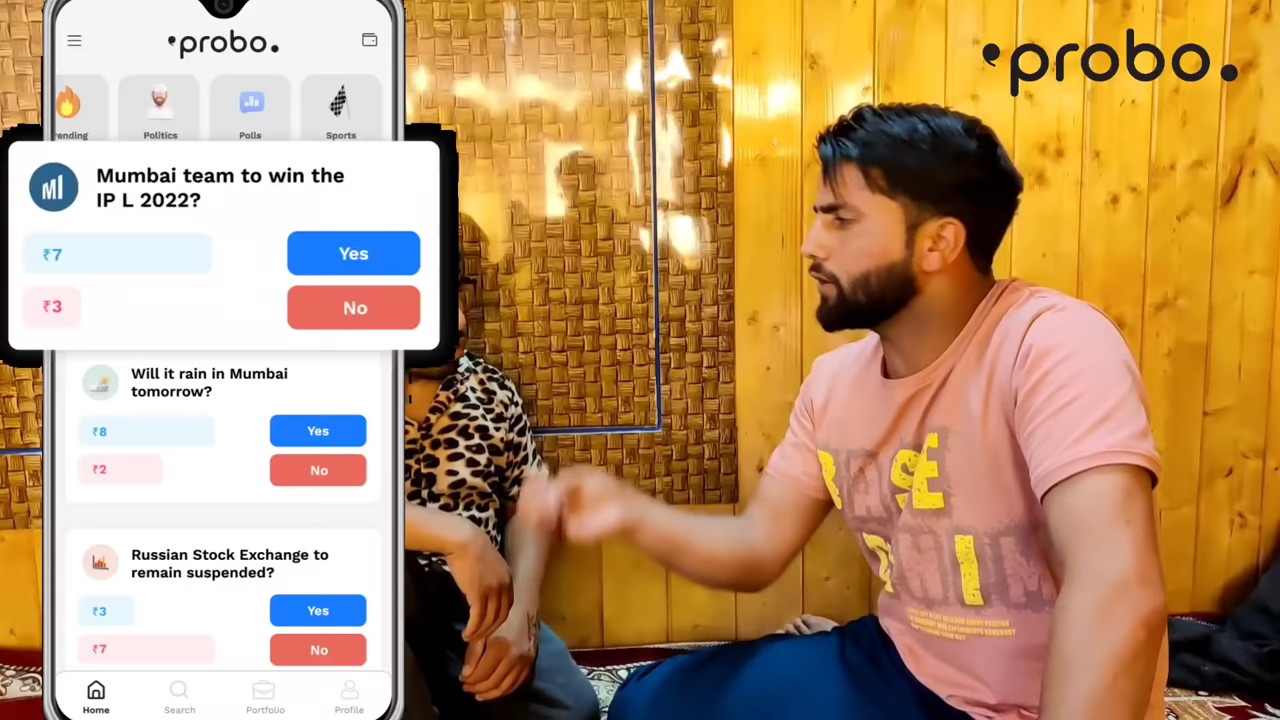 probo.
probo.
rending
Politics
Polls
Sports
Mumbai team to win the
IP L 2022?
₹7
Yes
₹3
No
Will it rain in Mumbai
tomorrow?
₹8
Yes
₹2
No
Russian Stock Exchange to
remain suspended?
₹3
Yes
₹7
No
Home
Search
Portfolio
Profile